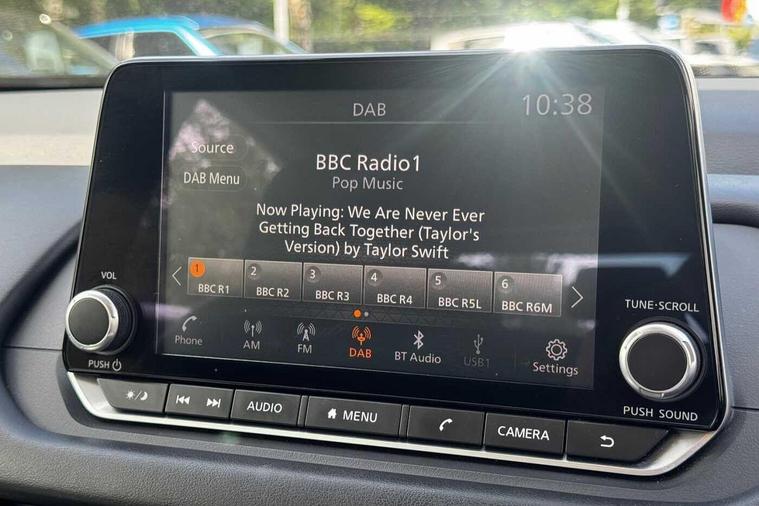 DAB
10:38
Source
BBC Radio1
Pop Music
DAB Menu
Now Playing: We Are Never Ever
Getting Back Together (Taylor's
Version) by Taylor Swift
1
2
3
4
5
6
BBC R1
BBC R2
BBC R3
BBC R4
BBC R5L
BBC R6M
Phone
AM
FM
DAB
BT Audio
USB1
Settings
VOL
PUSH
TUNE·SCROLL
PUSH SOUND
AUDIO
MENU
CAMERA